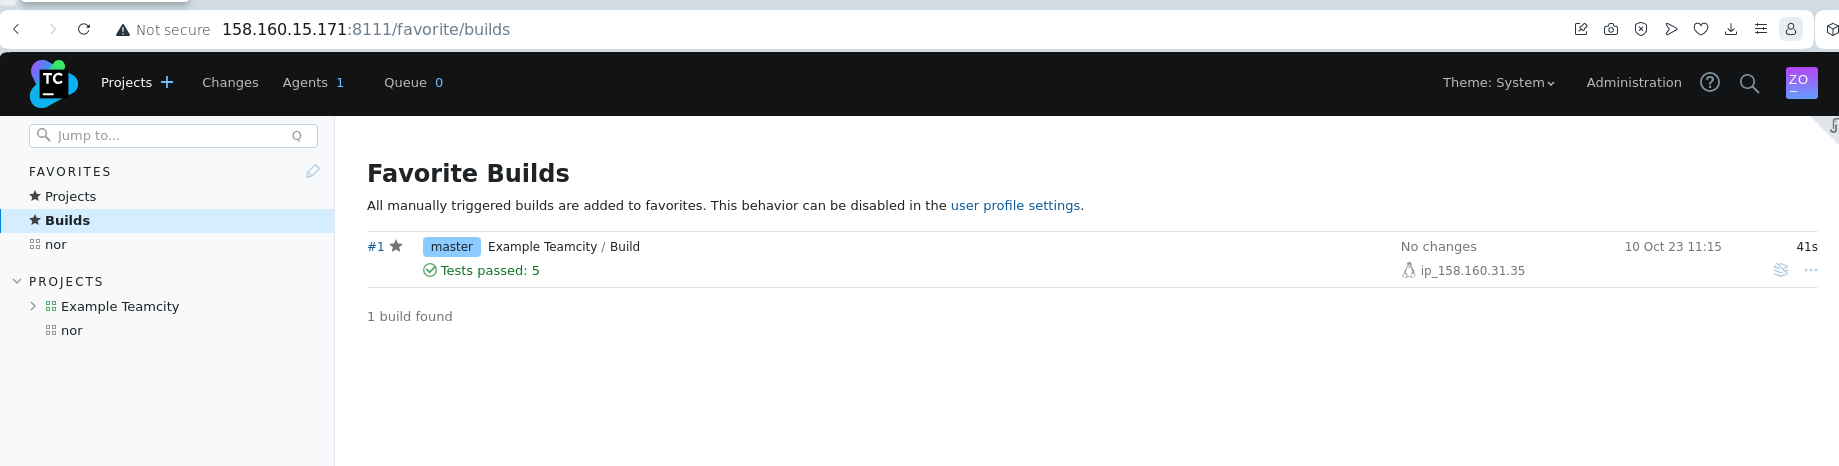 Not secure 158.160.15.171:8111/favorite/builds
TC Projects + Changes Agents 1 Queue 0 Theme: System Administration ? ZO
Jump to... Q
FAVORITES
Projects
Builds
nor
PROJECTS
Example Teamcity
nor
Favorite Builds
All manually triggered builds are added to favorites. This behavior can be disabled in the user profile settings.
#1 master Example Teamcity / Build No changes 10 Oct 23 11:15 41s
Tests passed: 5 ip_158.160.31.35 ...
1 build found